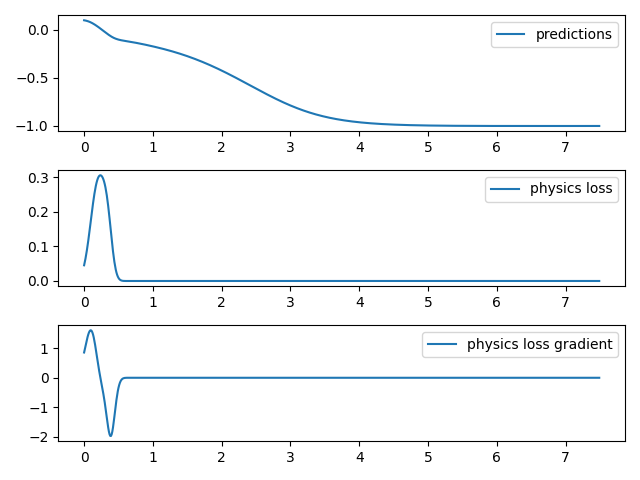 0.0
−0.5
−1.0
predictions
0 1 2 3 4 5 6 7
0.3
0.2
0.1
0.0
physics loss
0 1 2 3 4 5 6 7
1
0
−1
−2
physics loss gradient
0 1 2 3 4 5 6 7